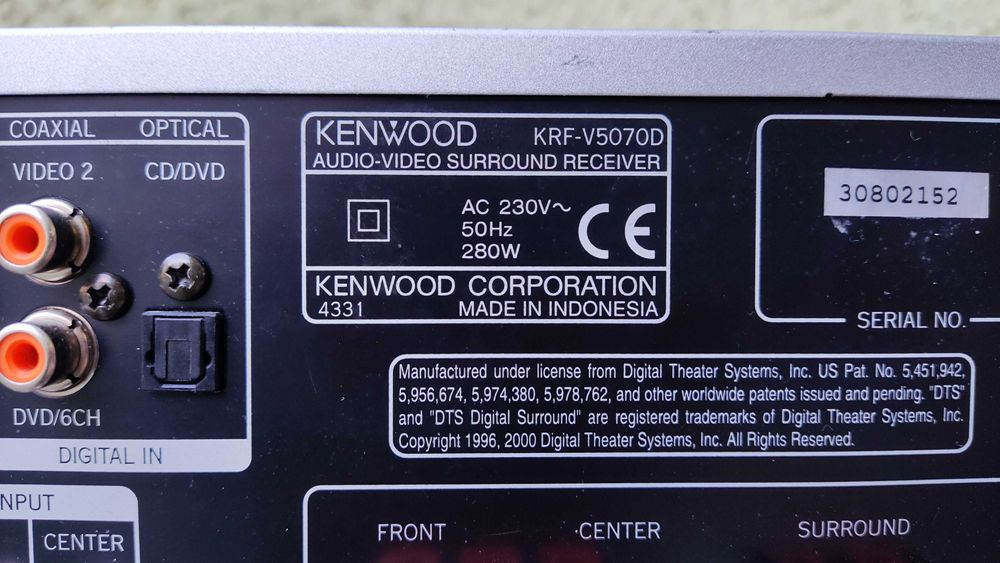 COAXIAL OPTICAL
VIDEO 2 CD/DVD
DVD/6CH
DIGITAL IN
KENWOOD KRF-V5070D
AUDIO-VIDEO SURROUND RECEIVER
AC 230V~
50Hz
280W
CE
KENWOOD CORPORATION
4331 MADE IN INDONESIA
30802152
SERIAL NO.
Manufactured under license from Digital Theater Systems, Inc. US Pat. No. 5,451,942,
5,956,674, 5,974,380, 5,978,762, and other worldwide patents issued and pending. "DTS"
and "DTS Digital Surround" are registered trademarks of Digital Theater Systems, Inc.
Copyright 1996, 2000 Digital Theater Systems, Inc. All Rights Reserved.
NPUT
CENTER
FRONT CENTER SURROUND